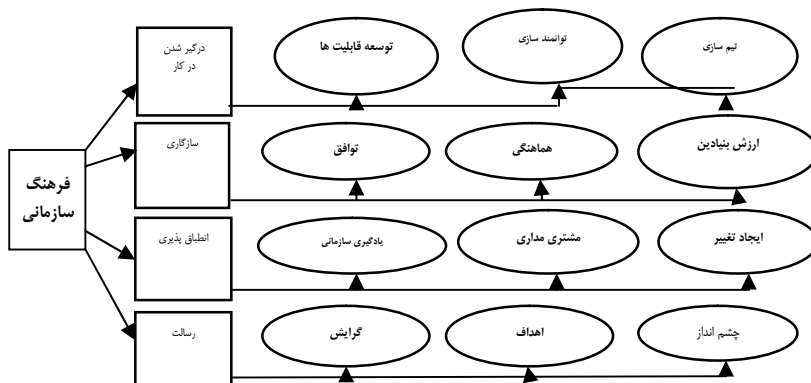 درگیر شدن
در کار
توسعه قابلیت ها
توانمند سازی
تیم سازی
سازگاری
توافق
هماهنگی
ارزش بنیادین
فرهنگ
سازمانی
انطباق پذیری
یادگیری سازمانی
مشتری مداری
ایجاد تغییر
رسالت
گرایش
اهداف
چشم انداز